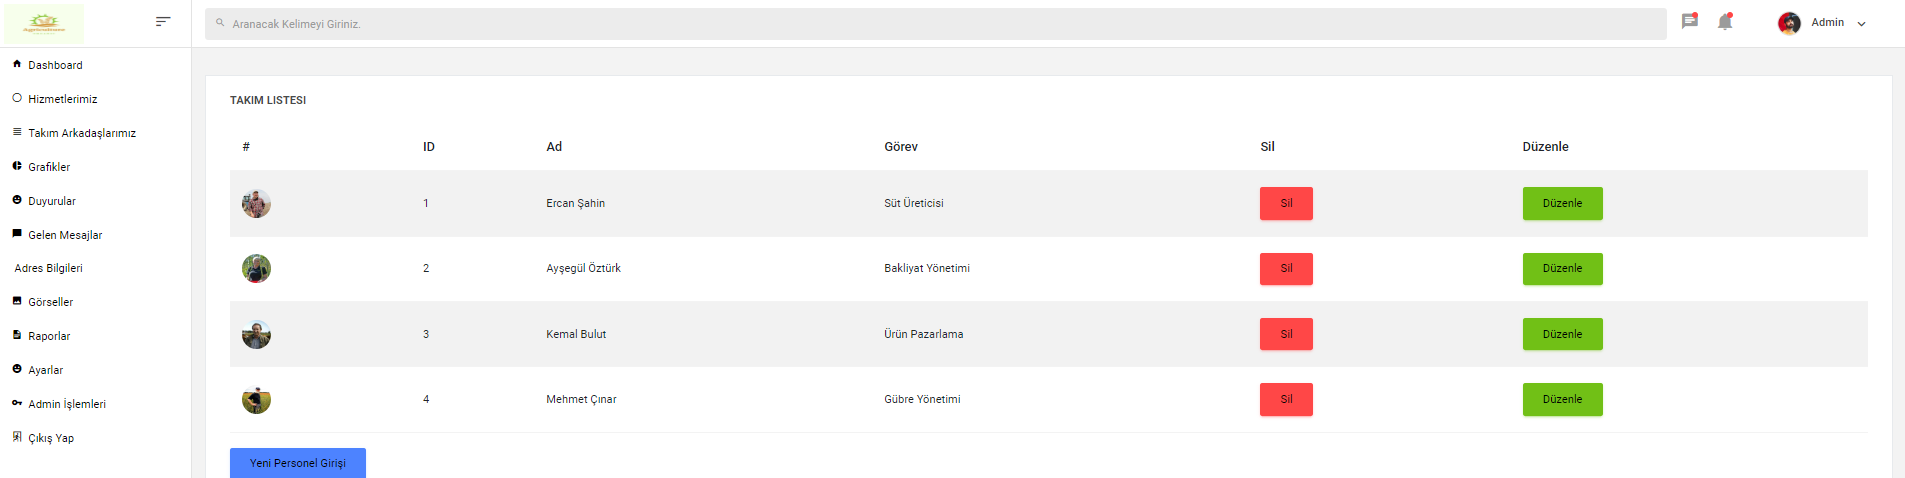 Aranacak Kelimeyi Giriniz.
Admin
Dashboard
Hizmetlerimiz
Takım Arkadaşlarımız
Grafikler
Duyurular
Gelen Mesajlar
Adres Bilgileri
Görseller
Raporlar
Ayarlar
Admin İşlemleri
Çıkış Yap
TAKIM LISTESI
# ID Ad Görev Sil Düzenle
1 Ercan Şahin Süt Üreticisi Sil Düzenle
2 Ayşegül Öztürk Bakliyat Yönetimi Sil Düzenle
3 Kemal Bulut Ürün Pazarlama Sil Düzenle
4 Mehmet Çınar Gübre Yönetimi Sil Düzenle
Yeni Personel Girişi